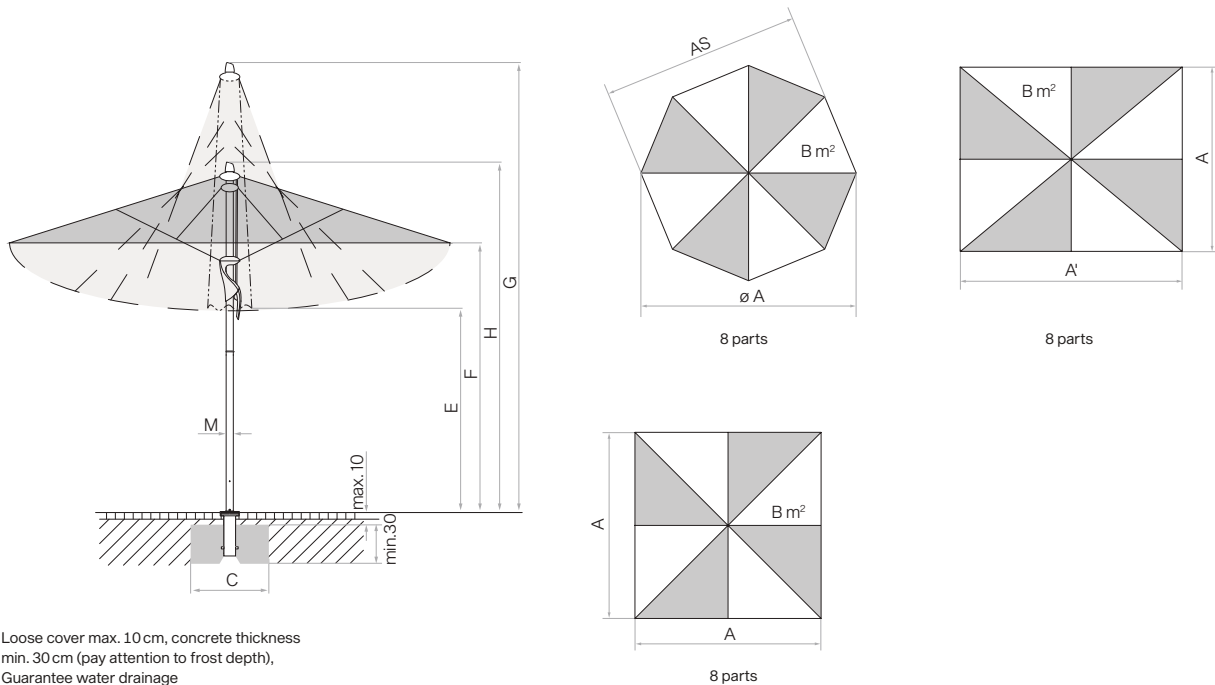 AS
B m²
ø A
8 parts
B m²
A
A'
8 parts
G
H
F
E
M
max. 10
min.30
C
A
B m²
A
8 parts
Loose cover max. 10 cm, concrete thickness
min. 30 cm (pay attention to frost depth),
Guarantee water drainage